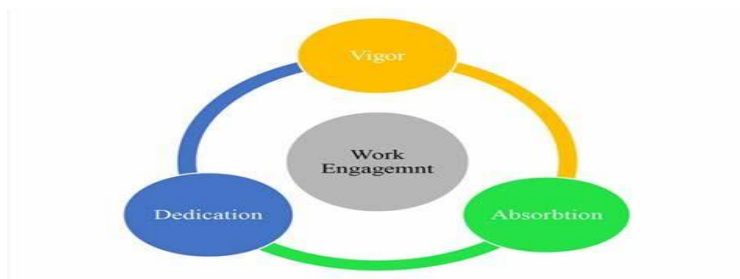 Vigor
Work
Engagemnt
Dedication
Absorbtion